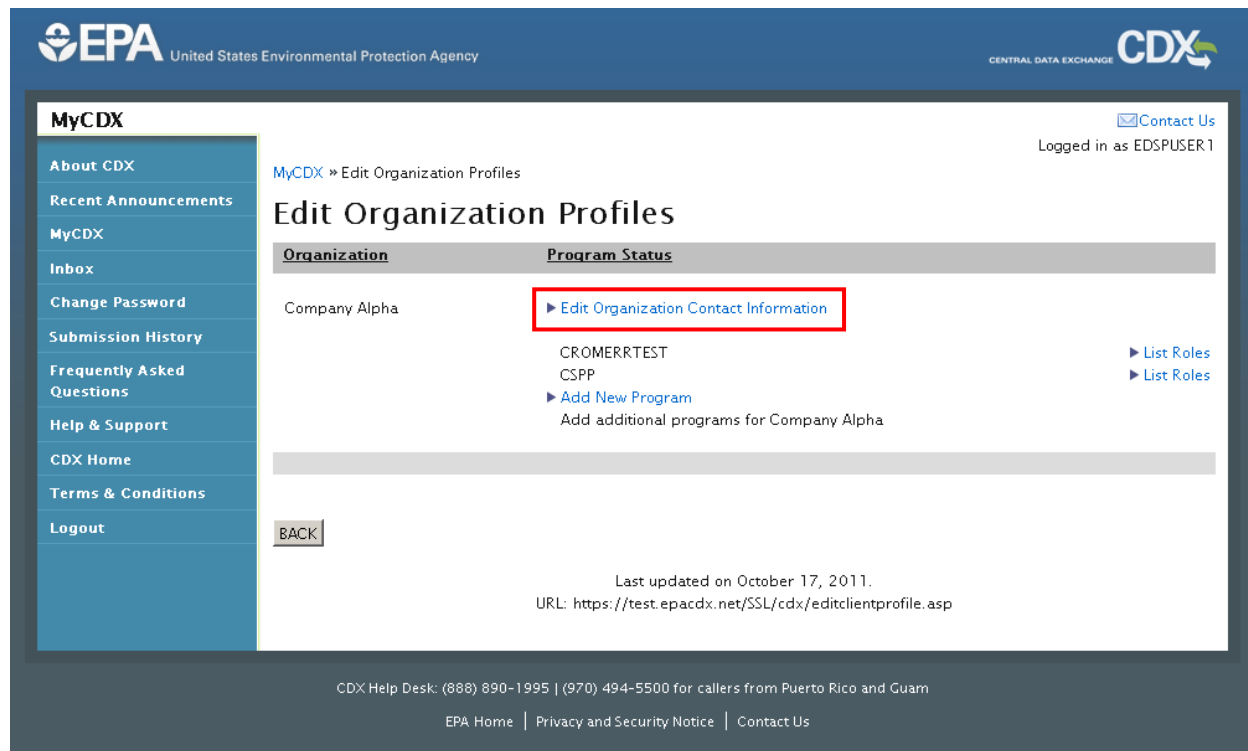 EPA United States Environmental Protection Agency
CENTRAL DATA EXCHANGE CDX
MyCDX
About CDX
Recent Announcements
MyCDX
Inbox
Change Password
Submission History
Frequently Asked
Questions
Help & Support
CDX Home
Terms & Conditions
Logout
Contact Us
Logged in as EDSPUSER1
MyCDX » Edit Organization Profiles
Edit Organization Profiles
Organization Program Status
Company Alpha Edit Organization Contact Information
CROMERRTEST List Roles
CSPP List Roles
Add New Program
Add additional programs for Company Alpha
BACK
Last updated on October 17, 2011.
URL: https://test.epacdx.net/SSL/cdx/editclientprofile.asp
CDX Help Desk: (888) 890-1995 | (970) 494-5500 for callers from Puerto Rico and Guam
EPA Home | Privacy and Security Notice | Contact Us